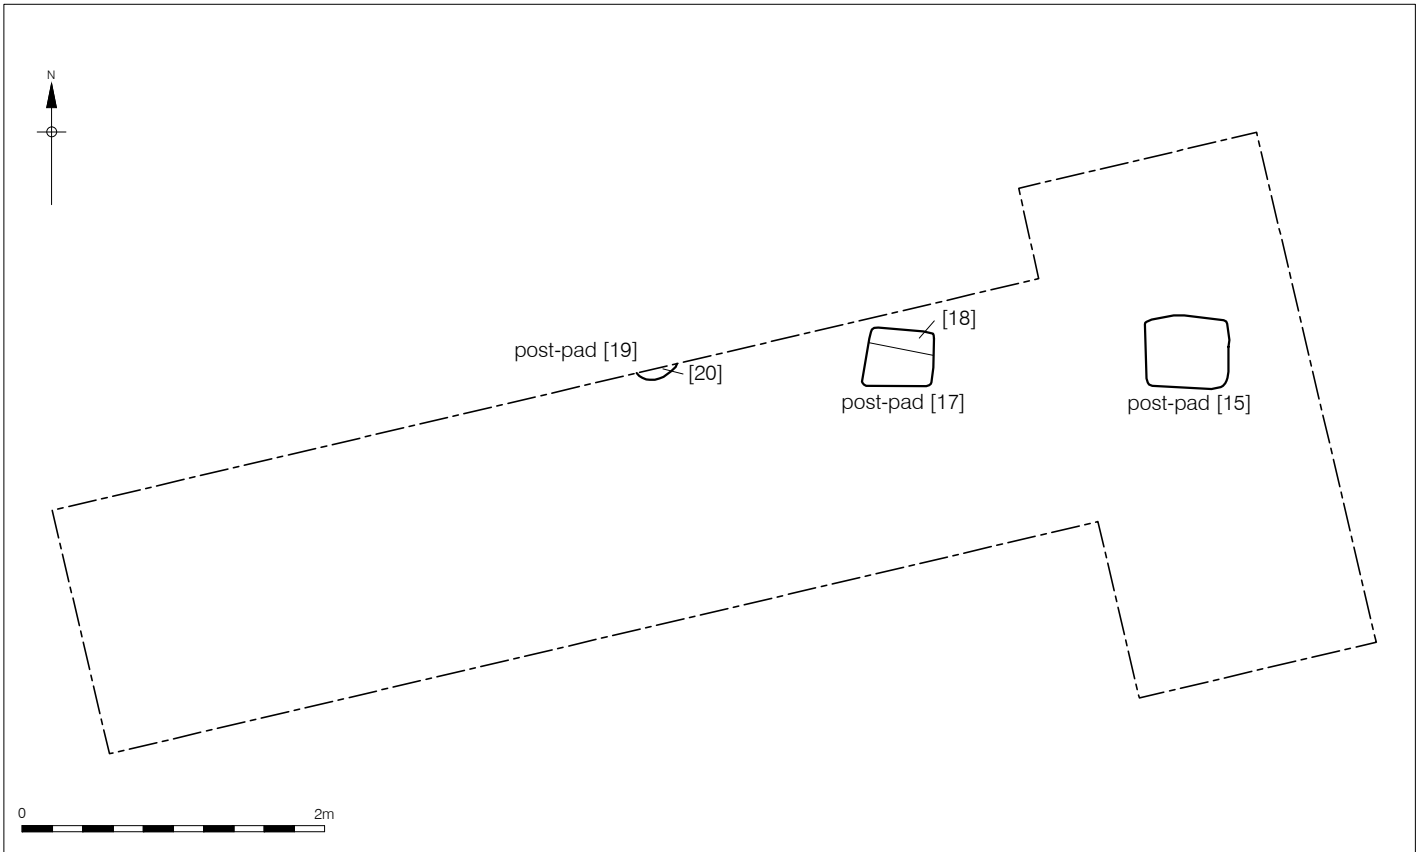 N
[18]
post-pad [19]
[20]
post-pad [17]
post-pad [15]
0 2m